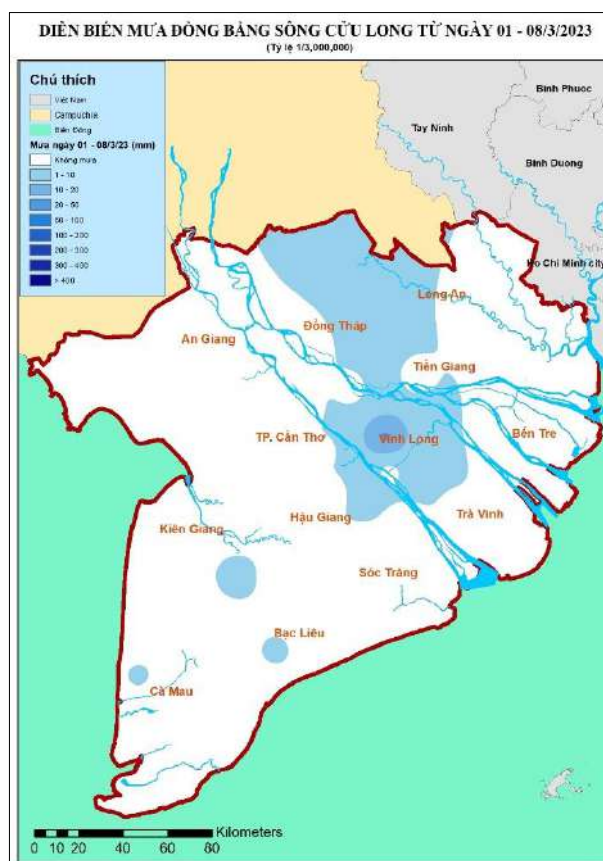 DIỄN BIẾN MƯA ĐỒNG BẰNG SÔNG CỬU LONG TỪ NGÀY 01 - 08/3/2023
(Tỷ lệ 1/3,000,000)
Chú thích
Việt Nam
Campuchia
Biển Đông
Mưa ngày 01 - 08/3/23 (mm)
Không mưa
1 - 10
10 - 20
20 - 50
50 - 100
100 - 200
200 - 300
300 - 400
> 400
Binh Phuoc
Tay Ninh
Binh Duong
Ho Chi Minh city
Long An
Đồng Tháp
An Giang
Tiền Giang
Bến Tre
TP. Cần Thơ
Vĩnh Long
Hậu Giang
Trà Vinh
Kiên Giang
Sóc Trăng
Bạc Liêu
Cà Mau
Kilometers
0 10 20 40 60 80